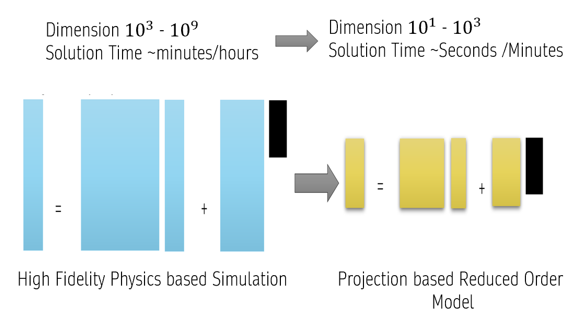 Dimension 10³ - 10⁹
Solution Time ~minutes/hours
Dimension 10¹ - 10³
Solution Time ~Seconds /Minutes
= +
= +
High Fidelity Physics based Simulation
Projection based Reduced Order
Model